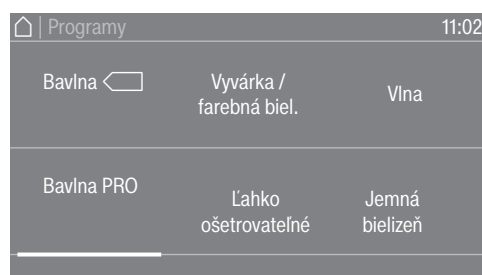 Programy 11:02
Bavlna
Vyvárka /
farebná biel.
Vlna
Bavlna PRO
Ľahko
ošetrovateľné
Jemná
bielizeň